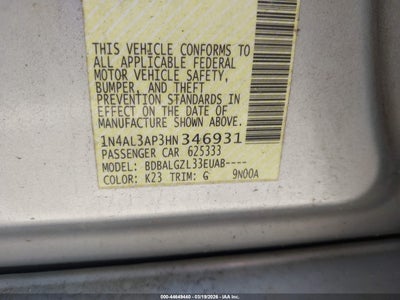 THIS VEHICLE CONFORMS TO
ALL APPLICABLE FEDERAL
MOTOR VEHICLE SAFETY,
BUMPER, AND THEFT
PREVENTION STANDARDS IN
EFFECT ON THE DATE OF
MANUFACTURE SHOWN ABOVE.
1N4AL3AP3HN346931
PASSENGER CAR 625333
MODEL: BDBALGZL33EUAB----
COLOR: K23 TRIM: G 9N00A
000-44649440 - 03/19/2026 - IAA Inc.